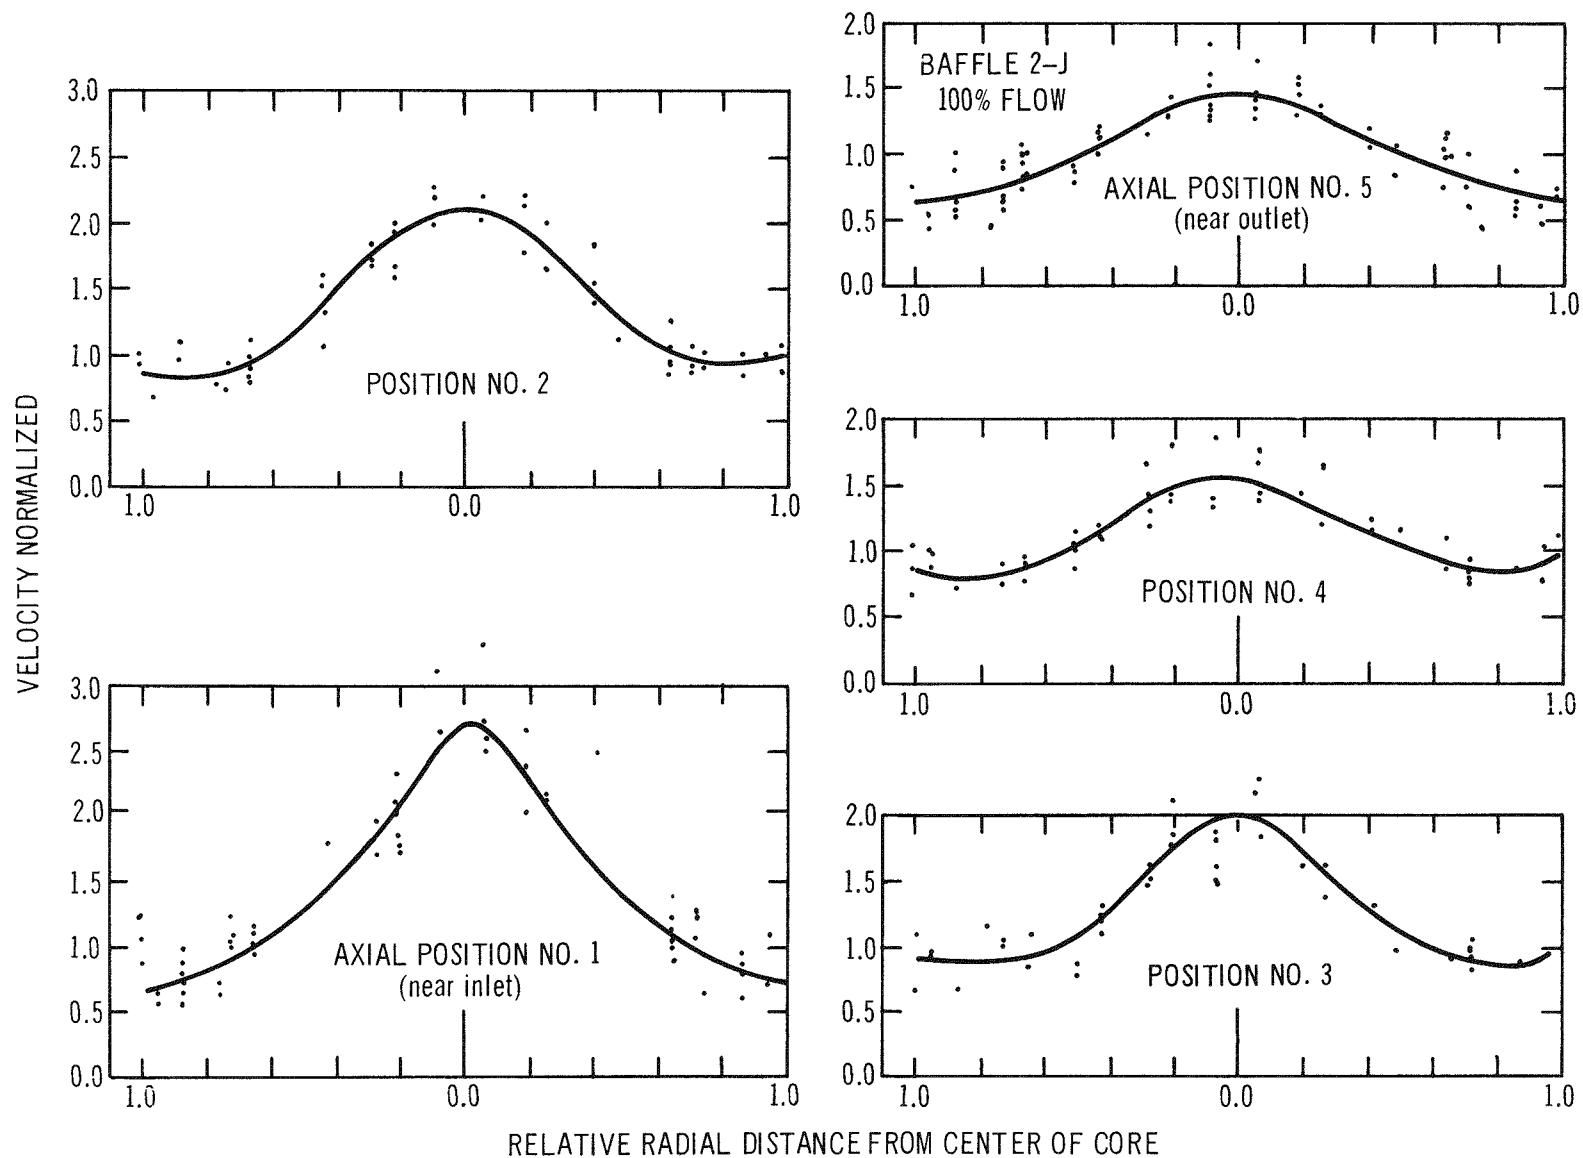 VELOCITY NORMALIZED
3.0
2.5
2.0
1.5
1.0
0.5
0.0
POSITION NO. 2
1.0 0.0 1.0
3.0
2.5
2.0
1.5
1.0
0.5
0.0
AXIAL POSITION NO. 1
(near inlet)
1.0 0.0 1.0
2.0
1.5
1.0
0.5
0.0
BAFFLE 2-J
100% FLOW
AXIAL POSITION NO. 5
(near outlet)
1.0 0.0 1.0
2.0
1.5
1.0
0.5
0.0
POSITION NO. 4
1.0 0.0 1.0
2.0
1.5
1.0
0.5
0.0
POSITION NO. 3
1.0 0.0 1.0
RELATIVE RADIAL DISTANCE FROM CENTER OF CORE